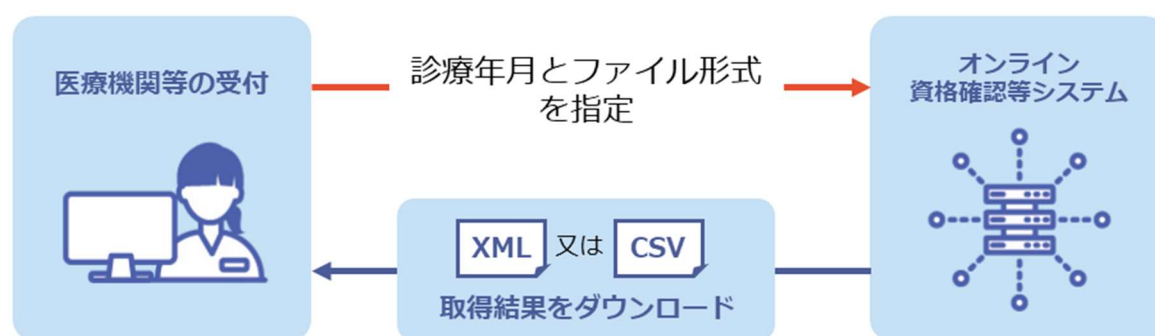 医療機関等の受付
診療年月とファイル形式
を指定
オンライン
資格確認等システム
XML 又は CSV
取得結果をダウンロード